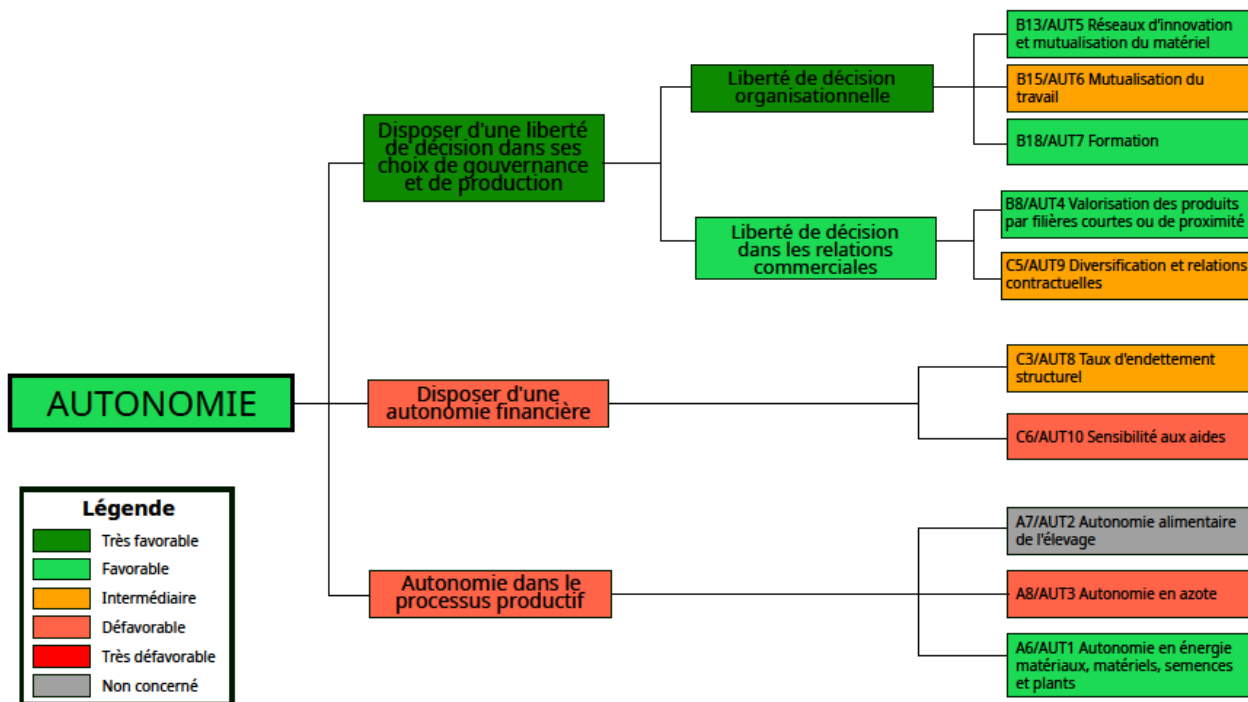 B13/AUT5 Réseaux d'innovation
et mutualisation du matériel
Liberté de décision
organisationnelle
B15/AUT6 Mutualisation du
travail
Disposer d'une liberté
de décision dans ses
choix de gouvernance
et de production
B18/AUT7 Formation
B8/AUT4 Valorisation des produits
par filières courtes ou de proximité
Liberté de décision
dans les relations
commerciales
C5/AUT9 Diversification et relations
contractuelles
C3/AUT8 Taux d'endettement
structurel
AUTONOMIE
Disposer d'une
autonomie financière
C6/AUT10 Sensibilité aux aides
Légende
Très favorable
Favorable
Intermédiaire
Défavorable
Très défavorable
Non concerné
A7/AUT2 Autonomie alimentaire
de l'élevage
Autonomie dans le
processus productif
A8/AUT3 Autonomie en azote
A6/AUT1 Autonomie en énergie
matériaux, matériels, semences
et plants